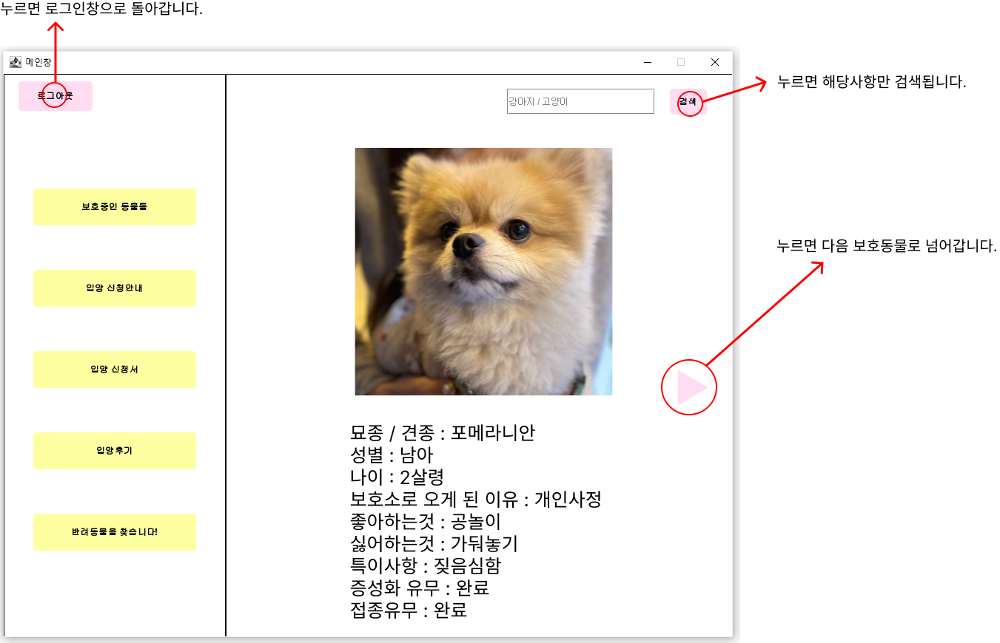 누르면 로그인창으로 돌아갑니다.
메인창
로그아웃
강아지 / 고양이
검색
누르면 해당사항만 검색됩니다.
보호중인 동물들
입양 신청안내
입양 신청서
입양후기
반려동물을 찾습니다!
누르면 다음 보호동물로 넘어갑니다.
묘종 / 견종 : 포메라니안
성별 : 남아
나이 : 2살령
보호소로 오게 된 이유 : 개인사정
좋아하는것 : 공놀이
싫어하는것 : 가둬놓기
특이사항 : 짖음심함
증성화 유무 : 완료
접종유무 : 완료